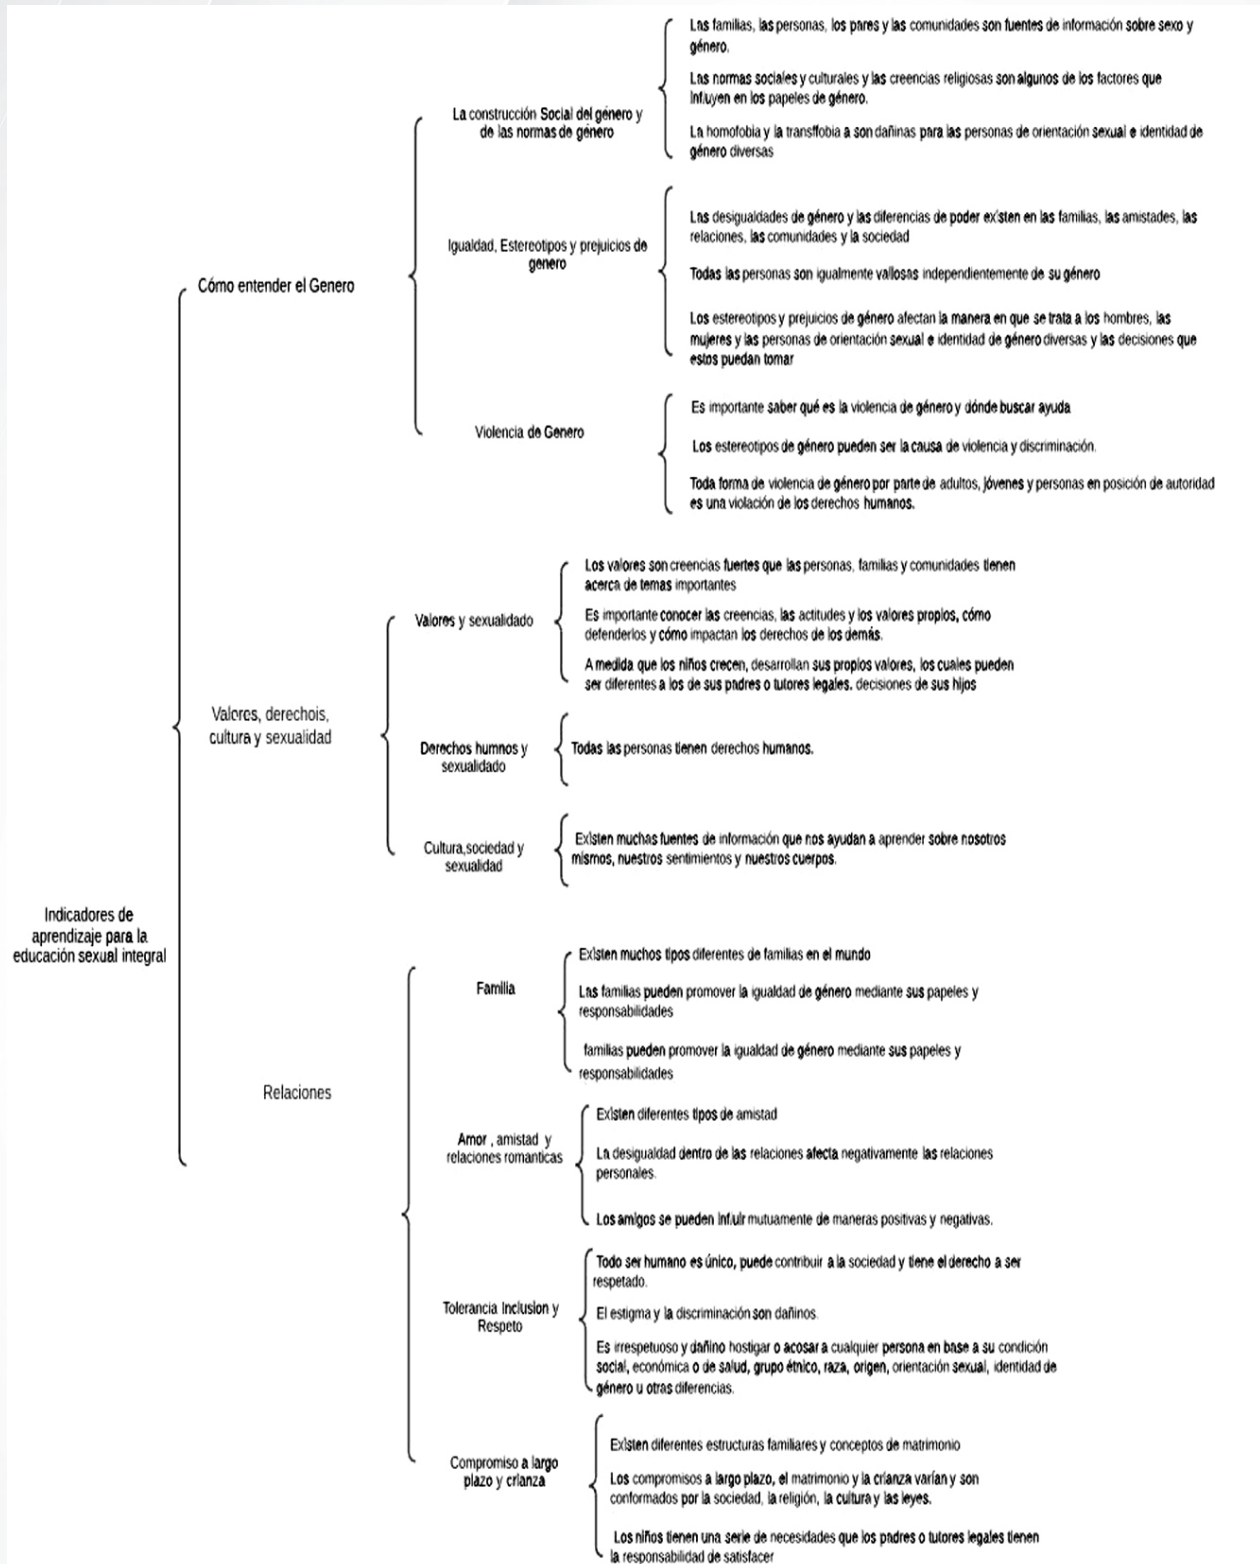 Indicadores de
aprendizaje para la
educación sexual integral
Cómo entender el Genero
La construcción Social del género y
de las normas de género
Las familias, las personas, los pares y las comunidades son fuentes de información sobre sexo y
género.
Las normas sociales y culturales y las creencias religiosas son algunos de los factores que
influyen en los papeles de género.
La homofobia y la transffobia a son dañinas para las personas de orientación sexual e identidad de
género diversas
Igualdad, Estereotipos y prejuicios de
genero
Las desigualdades de género y las diferencias de poder existen en las familias, las amistades, las
relaciones, las comunidades y la sociedad
Todas las personas son igualmente valiosas independientemente de su género
Los estereotipos y prejuicios de género afectan la manera en que se trata a los hombres, las
mujeres y las personas de orientación sexual e identidad de género diversas y las decisiones que
estos puedan tomar
Violencia de Genero
Es importante saber qué es la violencia de género y dónde buscar ayuda
Los estereotipos de género pueden ser la causa de violencia y discriminación.
Toda forma de violencia de género por parte de adultos, jóvenes y personas en posición de autoridad
es una violación de los derechos humanos.
Valores, derechois,
cultura y sexualidad
Valores y sexualidado
Los valores son creencias fuertes que las personas, familias y comunidades tienen
acerca de temas importantes
Es importante conocer las creencias, las actitudes y los valores propios, cómo
defenderlos y cómo impactan los derechos de los demás.
A medida que los niños crecen, desarrollan sus propios valores, los cuales pueden
ser diferentes a los de sus padres o tutores legales. decisiones de sus hijos
Derechos humnos y
sexualidado
Todas las personas tienen derechos humanos.
Cultura,sociedad y
sexualidad
Existen muchas fuentes de información que nos ayudan a aprender sobre nosotros
mismos, nuestros sentimientos y nuestros cuerpos.
Relaciones
Familia
Existen muchos tipos diferentes de familias en el mundo
Las familias pueden promover la igualdad de género mediante sus papeles y
responsabilidades
familias pueden promover la igualdad de género mediante sus papeles y
responsabilidades
Amor , amistad y
relaciones romanticas
Existen diferentes tipos de amistad
La desigualdad dentro de las relaciones afecta negativamente las relaciones
personales.
Los amigos se pueden influir mutuamente de maneras positivas y negativas.
Tolerancia Inclusion y
Respeto
Todo ser humano es único, puede contribuir a la sociedad y tiene el derecho a ser
respetado.
El estigma y la discriminación son dañinos.
Es irrespetuoso y dañino hostigar o acosar a cualquier persona en base a su condición
social, económica o de salud, grupo étnico, raza, origen, orientación sexual, identidad de
género u otras diferencias.
Compromiso a largo
plazo y crianza
Existen diferentes estructuras familiares y conceptos de matrimonio
Los compromisos a largo plazo, el matrimonio y la crianza varían y son
conformados por la sociedad, la religión, la cultura y las leyes.
Los niños tienen una serie de necesidades que los padres o tutores legales tienen
la responsabilidad de satisfacer